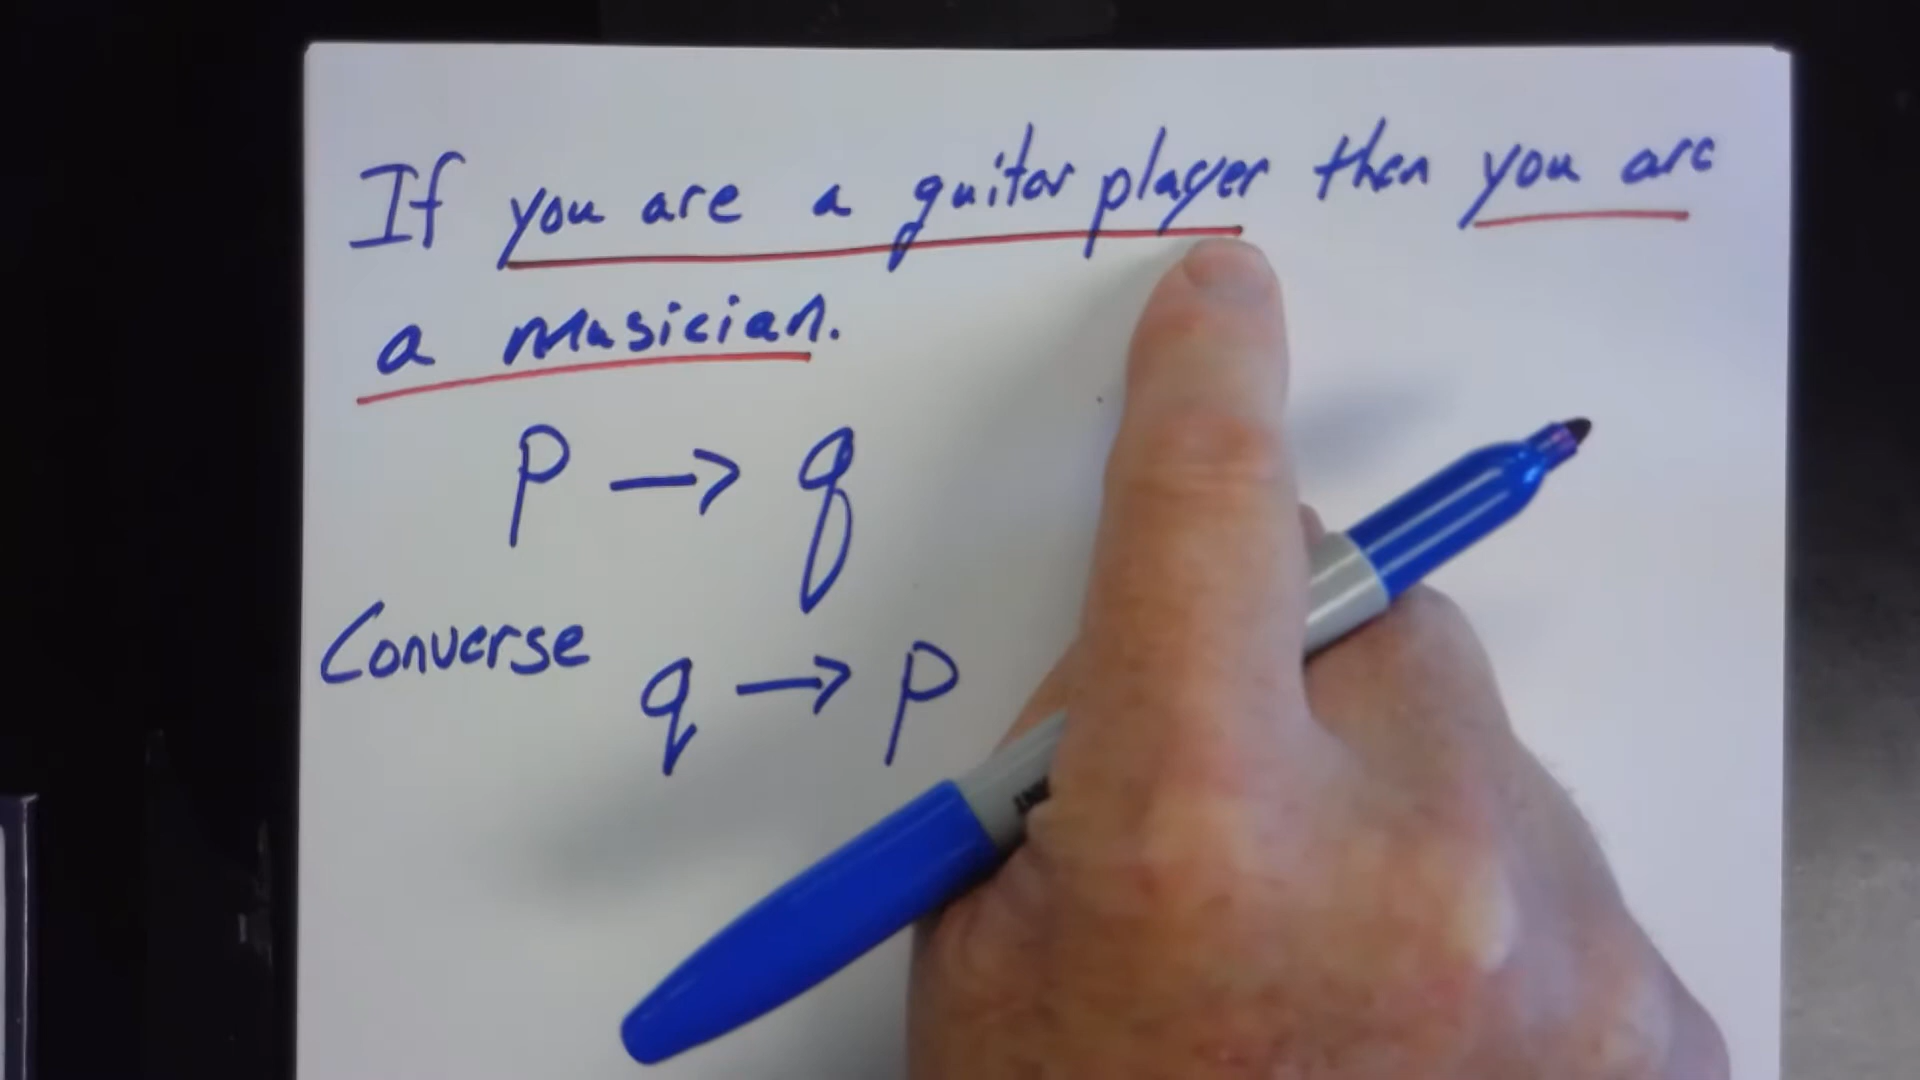 If you are a guitar player then you are
a musician.
P → q
Converse
q → p